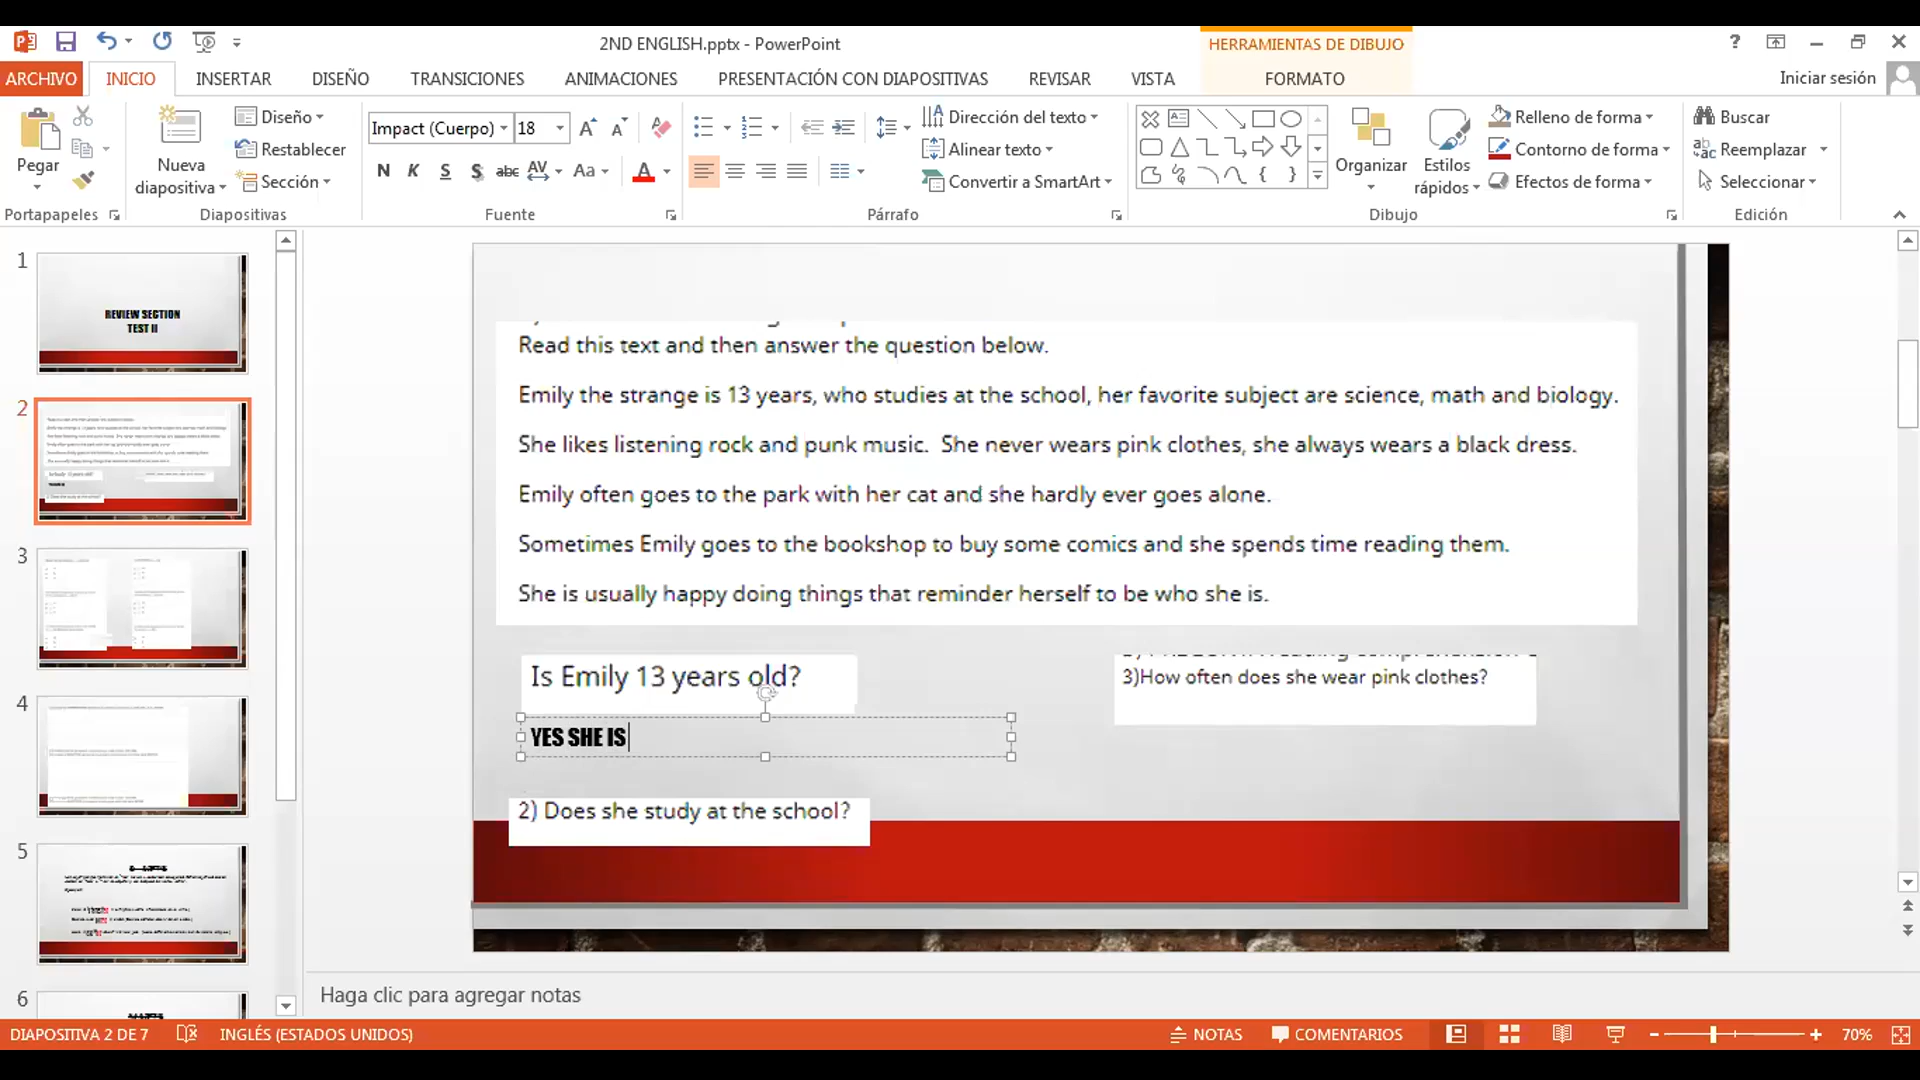 2ND ENGLISH.pptx - PowerPoint
HERRAMIENTAS DE DIBUJO
ARCHIVO INICIO INSERTAR DISEÑO TRANSICIONES ANIMACIONES PRESENTACIÓN CON DIAPOSITIVAS REVISAR VISTA FORMATO Iniciar sesión
Pegar
Nueva diapositiva
Diseño
Restablecer
Sección
Impact (Cuerpo) 18
N K S S abc AV Aa A
Dirección del texto
Alinear texto
Convertir a SmartArt
Organizar
Estilos rápidos
Relleno de forma
Contorno de forma
Efectos de forma
Buscar
Reemplazar
Seleccionar
Portapapeles Diapositivas Fuente Párrafo Dibujo Edición
1
REVIEW SECTION
TEST II
2
3
4
5
6
Read this text and then answer the question below.
Emily the strange is 13 years, who studies at the school, her favorite subject are science, math and biology.
She likes listening rock and punk music. She never wears pink clothes, she always wears a black dress.
Emily often goes to the park with her cat and she hardly ever goes alone.
Sometimes Emily goes to the bookshop to buy some comics and she spends time reading them.
She is usually happy doing things that reminder herself to be who she is.
Is Emily 13 years old?
YES SHE IS
2) Does she study at the school?
3)How often does she wear pink clothes?
Haga clic para agregar notas
DIAPOSITIVA 2 DE 7 INGLÉS (ESTADOS UNIDOS) NOTAS COMENTARIOS 70%